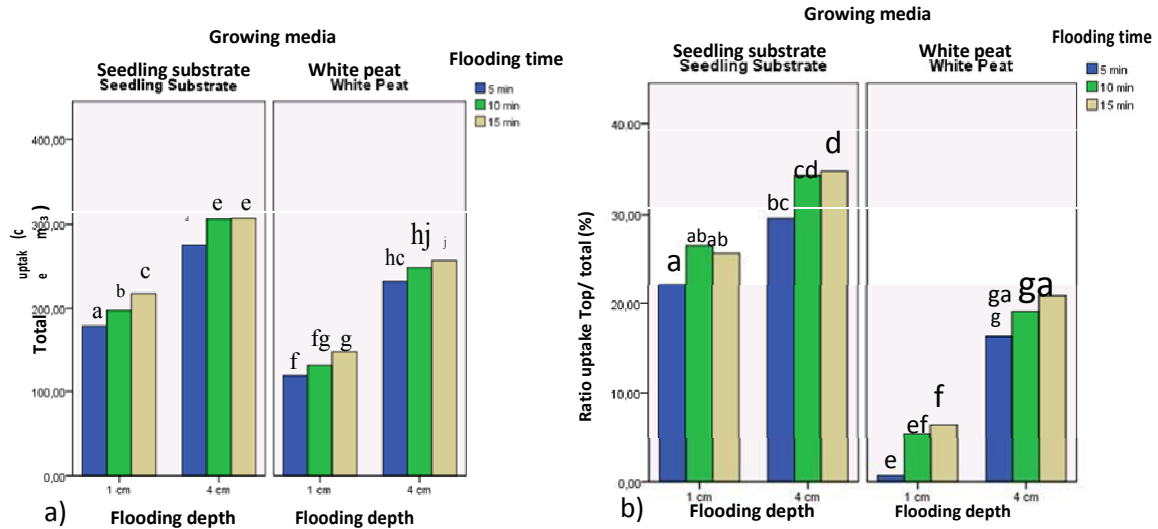 Growing media
Flooding time
Seedling substrate
White peat
Seedling Substrate
White Peat
5 min
10 min
15 min
400,00
300,00
200,00
100,00
0,00
Total
uptak
e
(c
m3
)
a
b
c
e
e
f
fg
g
hc
hj
j
1 cm
4 cm
1 cm
4 cm
a)
Flooding depth
Flooding depth
Growing media
Flooding time
Seedling substrate
White peat
Seedling Substrate
White Peat
5 min
10 min
15 min
40,00
30,00
20,00
10,00
0,00
Ratio uptake Top/ total (%)
a
ab
ab
bc
cd
d
e
ef
f
ga
g
ga
1 cm
4 cm
1 cm
4 cm
b)
Flooding depth
Flooding depth